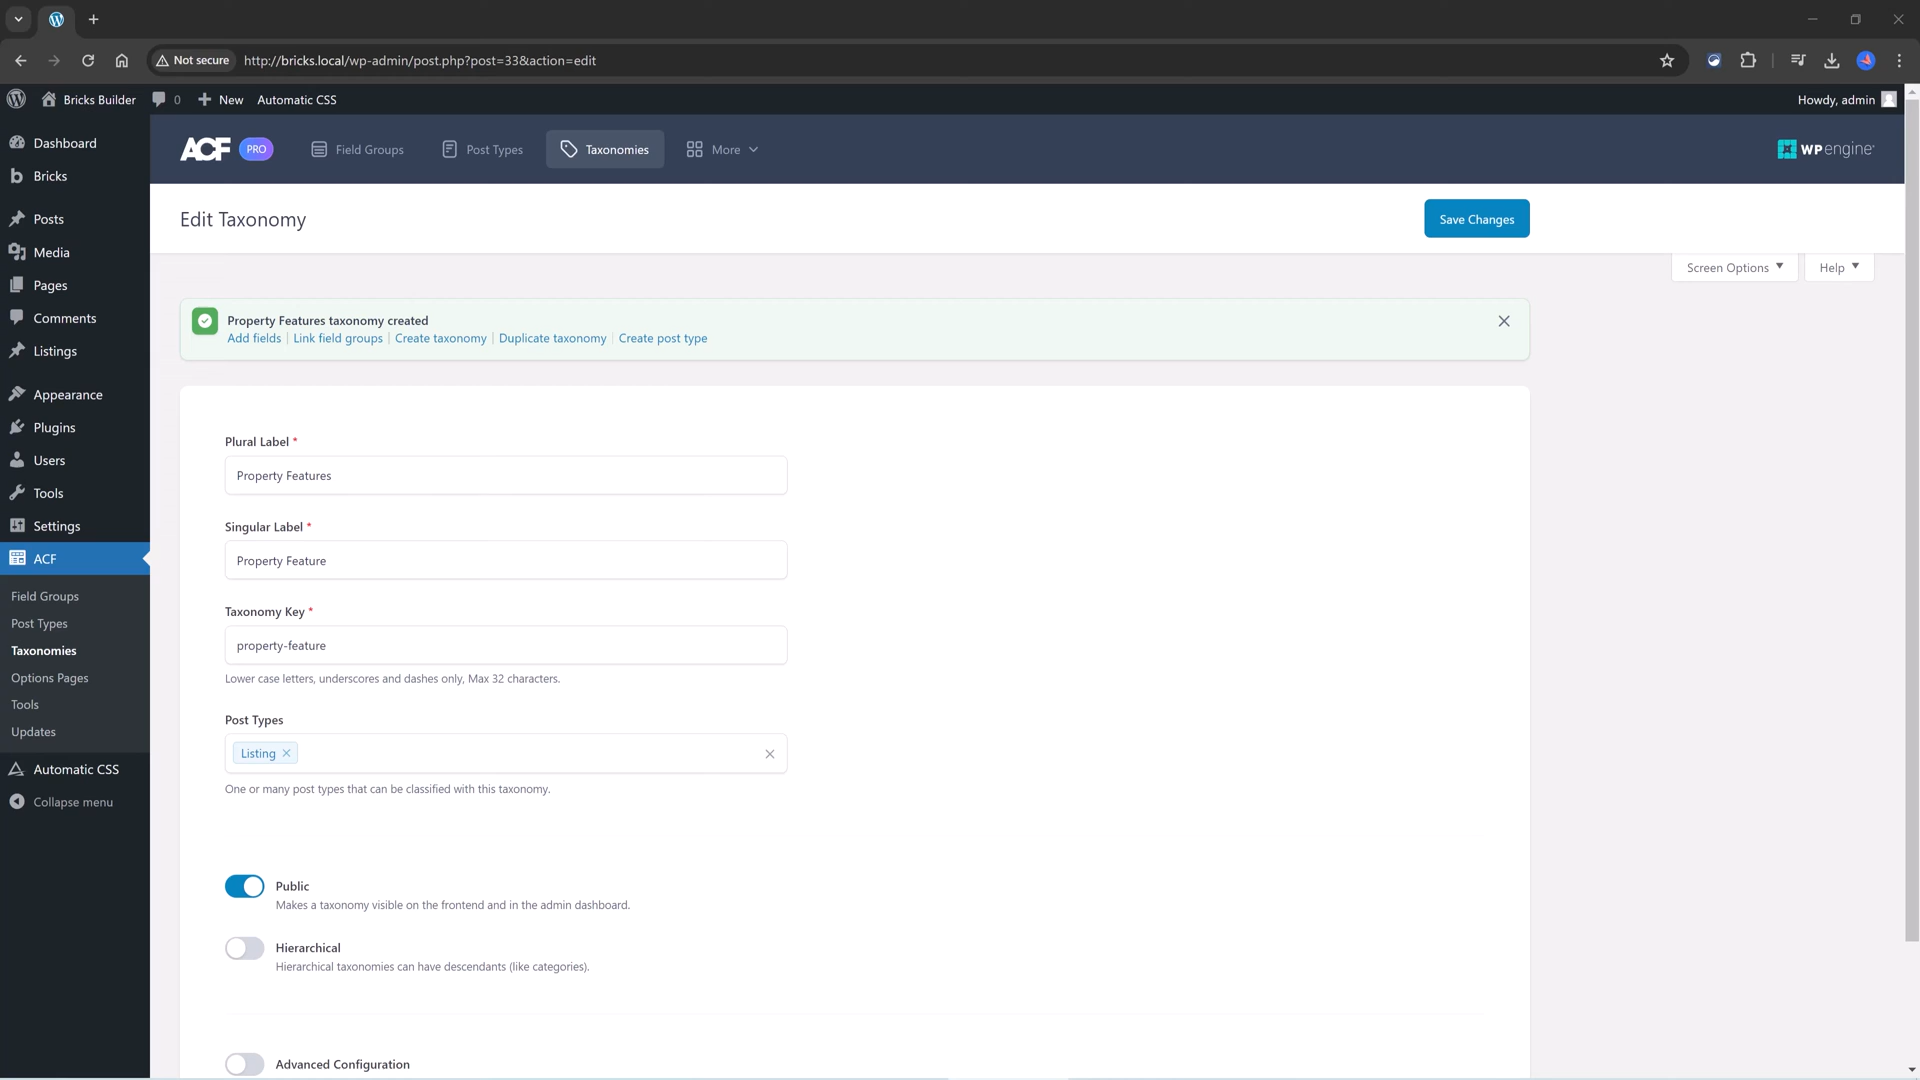 Not secure
http://bricks.local/wp-admin/post.php?post=33&action=edit
Bricks Builder
0
New
Automatic CSS
Howdy, admin
Dashboard
Bricks
Posts
Media
Pages
Comments
Listings
Appearance
Plugins
Users
Tools
Settings
ACF
Field Groups
Post Types
Taxonomies
Options Pages
Tools
Updates
Automatic CSS
Collapse menu
ACF PRO
Field Groups
Post Types
Taxonomies
More
WP engine
Edit Taxonomy
Save Changes
Screen Options
Help
Property Features taxonomy created
Add fields | Link field groups | Create taxonomy | Duplicate taxonomy | Create post type
Plural Label *
Property Features
Singular Label *
Property Feature
Taxonomy Key *
property-feature
Lower case letters, underscores and dashes only, Max 32 characters.
Post Types
Listing
One or many post types that can be classified with this taxonomy.
Public
Makes a taxonomy visible on the frontend and in the admin dashboard.
Hierarchical
Hierarchical taxonomies can have descendants (like categories).
Advanced Configuration